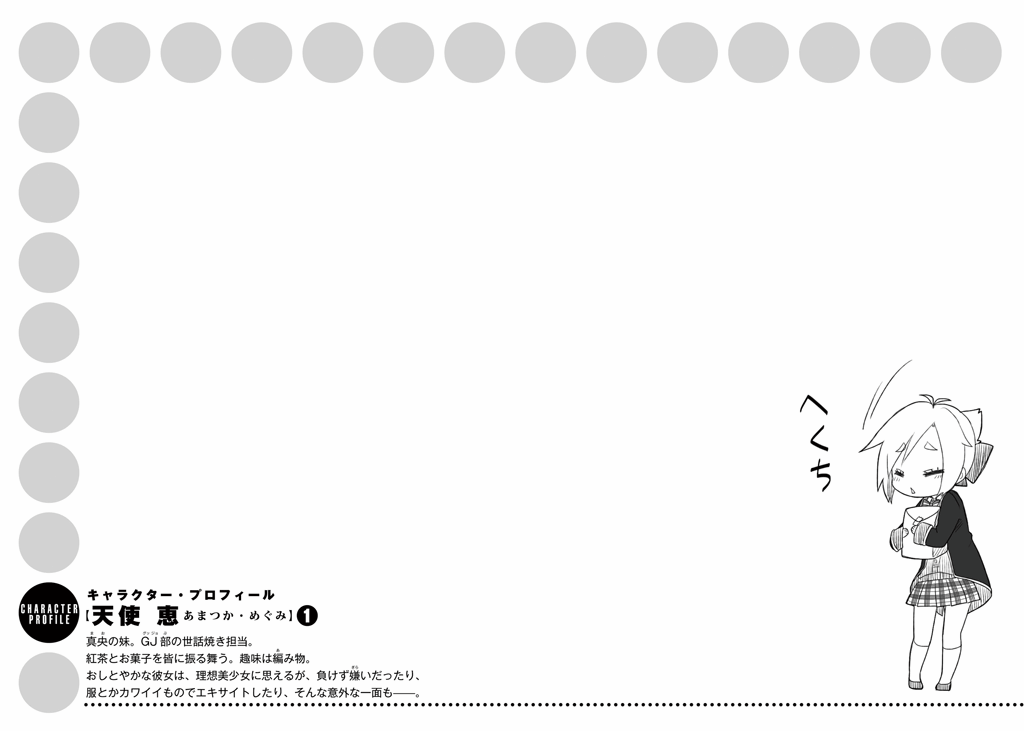 へくち
CHARACTER
PROFILE
キャラクター・プロフィール
【天使 恵 あまつか・めぐみ】❶
真央の妹。GJ部の世話焼き担当。
紅茶とお菓子を皆に振る舞う。趣味は編み物。
おしとやかな彼女は、理想美少女に思えるが、負けず嫌いだったり、
服とかカワイイものでエキサイトしたり、そんな意外な一面も――。